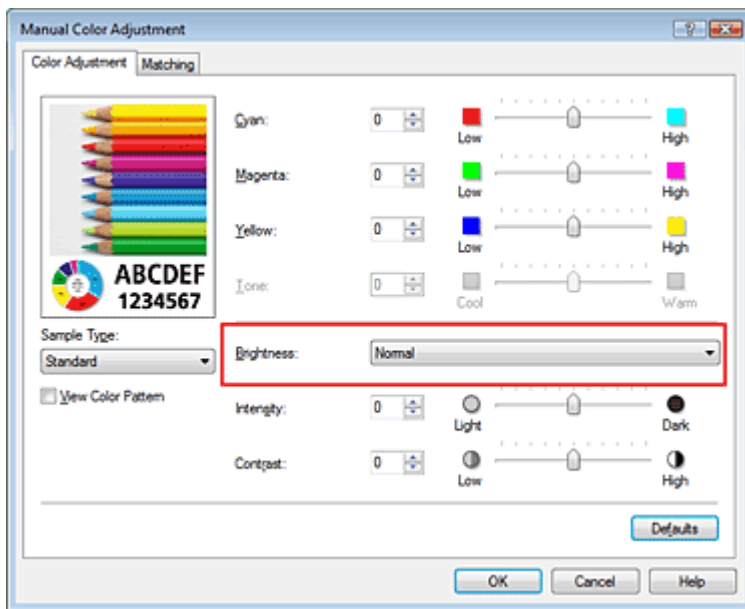 Manual Color Adjustment
Color Adjustment
Matching
ABCDEF
1234567
Sample Type:
Standard
View Color Pattern
Cyan: 0
Low High
Magenta: 0
Low High
Yellow: 0
Low High
Tone: 0
Cool Warm
Brightness: Normal
Intensity: 0
Light Dark
Contrast: 0
Low High
Defaults
OK Cancel Help